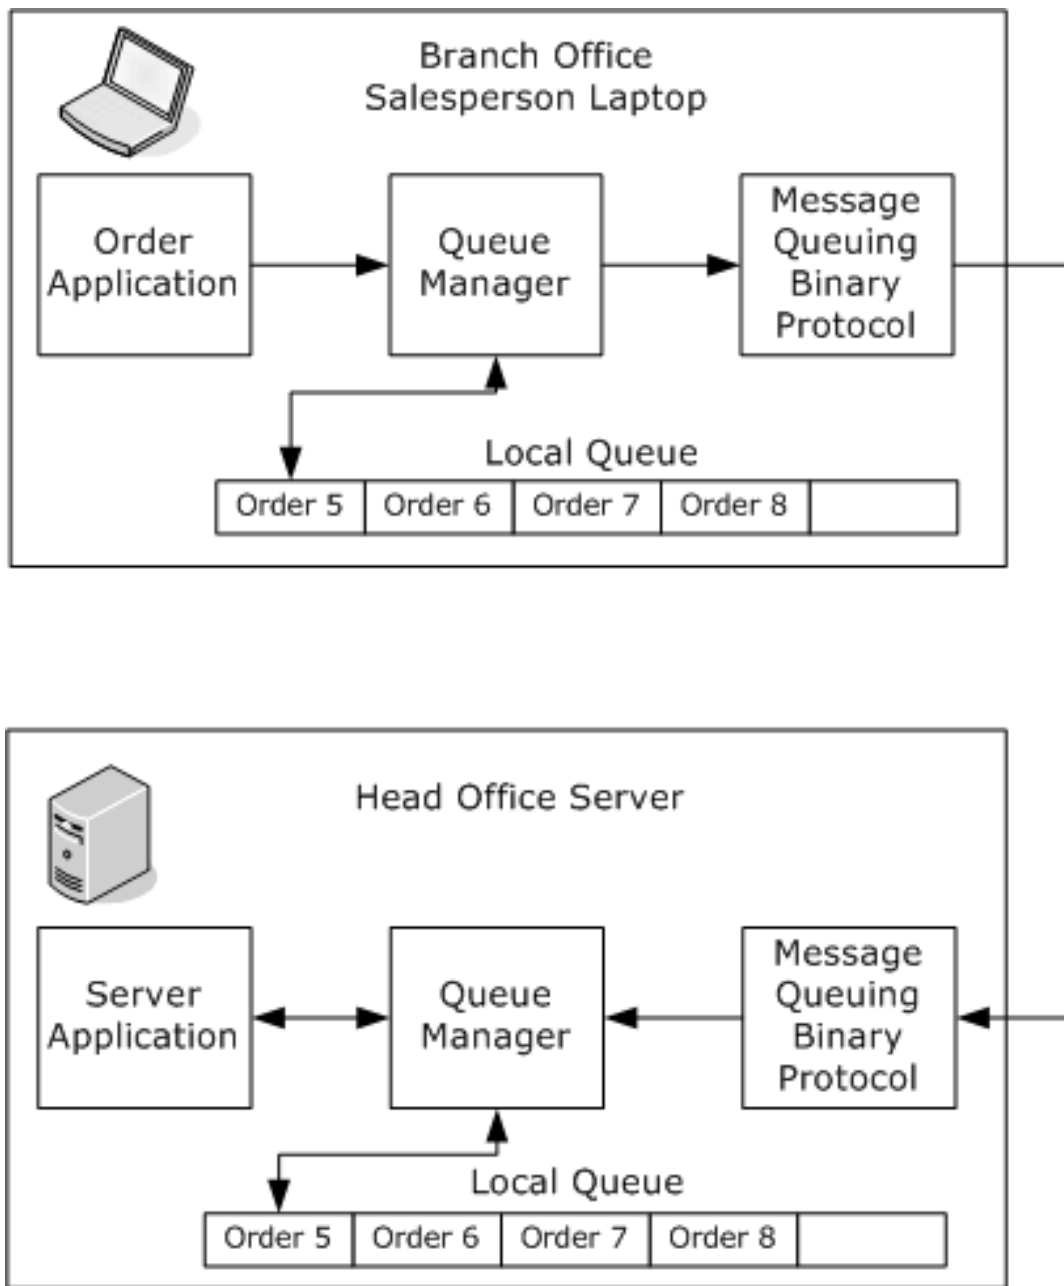 Branch Office
Salesperson Laptop
Order
Application
Queue
Manager
Message
Queuing
Binary
Protocol
Local Queue
Order 5
Order 6
Order 7
Order 8
Head Office Server
Server
Application
Queue
Manager
Message
Queuing
Binary
Protocol
Local Queue
Order 5
Order 6
Order 7
Order 8